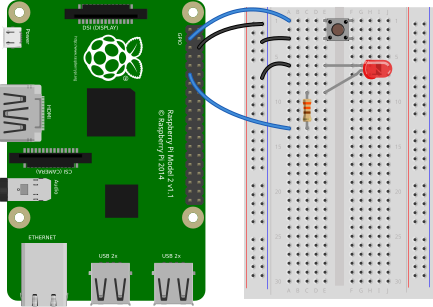 DSI (DISPLAY)
Power
GPIO
http://www.raspberrypi.org
HDMI
Raspberry Pi Model 2 v1.1
© Raspberry Pi 2014
CSI (CAMERA)
Audio
ETHERNET
USB 2x
USB 2x